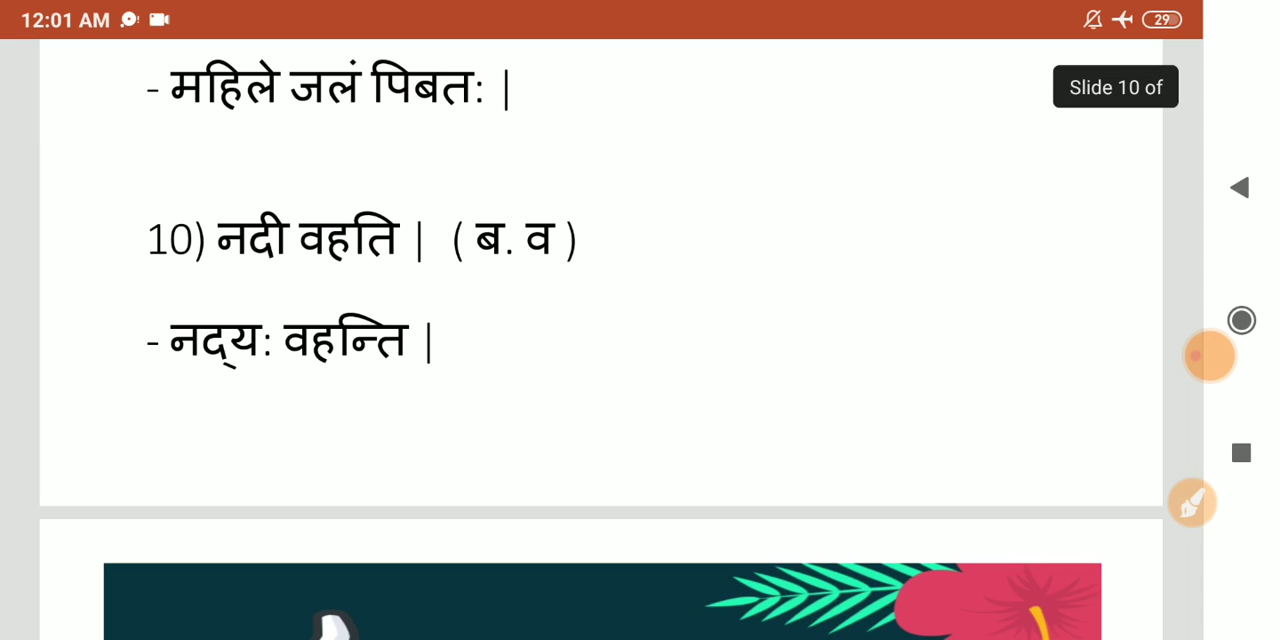 12:01 AM 29
- महिले जलं पिबत: |
Slide 10 of
10) नदी वहति | ( ब. व )
- नद्‌य: वहन्ति |